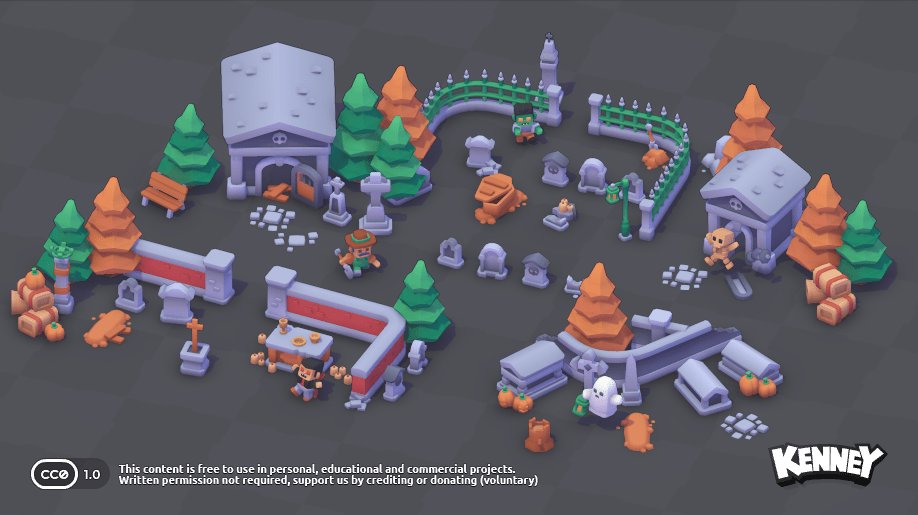 CC0 1.0
This content is free to use in personal, educational and commercial projects.
Written permission not required, support us by crediting or donating (voluntary)
KENNEY